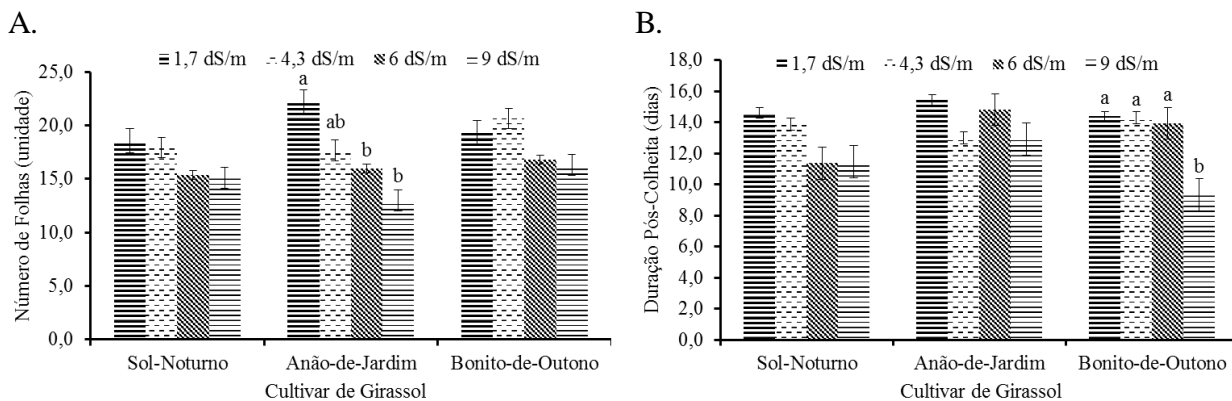 A.
1,7 dS/m 4,3 dS/m 6 dS/m 9 dS/m
Número de Folhas (unidade)
25,0
20,0
15,0
10,0
5,0
0,0
a
ab
b
b
Sol-Noturno Anão-de-Jardim Bonito-de-Outono
Cultivar de Girassol
B.
1,7 dS/m 4,3 dS/m 6 dS/m 9 dS/m
Duração Pós-Colheita (dias)
18,0
16,0
14,0
12,0
10,0
8,0
6,0
4,0
2,0
0,0
a a a
b
Sol-Noturno Anão-de-Jardim Bonito-de-Outono
Cultivar de Girassol